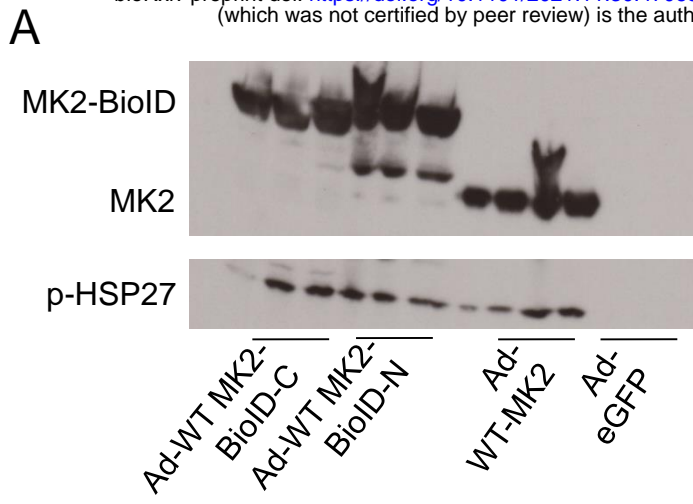 (which was not certified by peer review) is the auth
A
MK2-BioID
MK2
p-HSP27
Ad-WT MK2-
BioID-C
Ad-WT MK2-
BioID-N
Ad-
WT-MK2
Ad-
eGFP